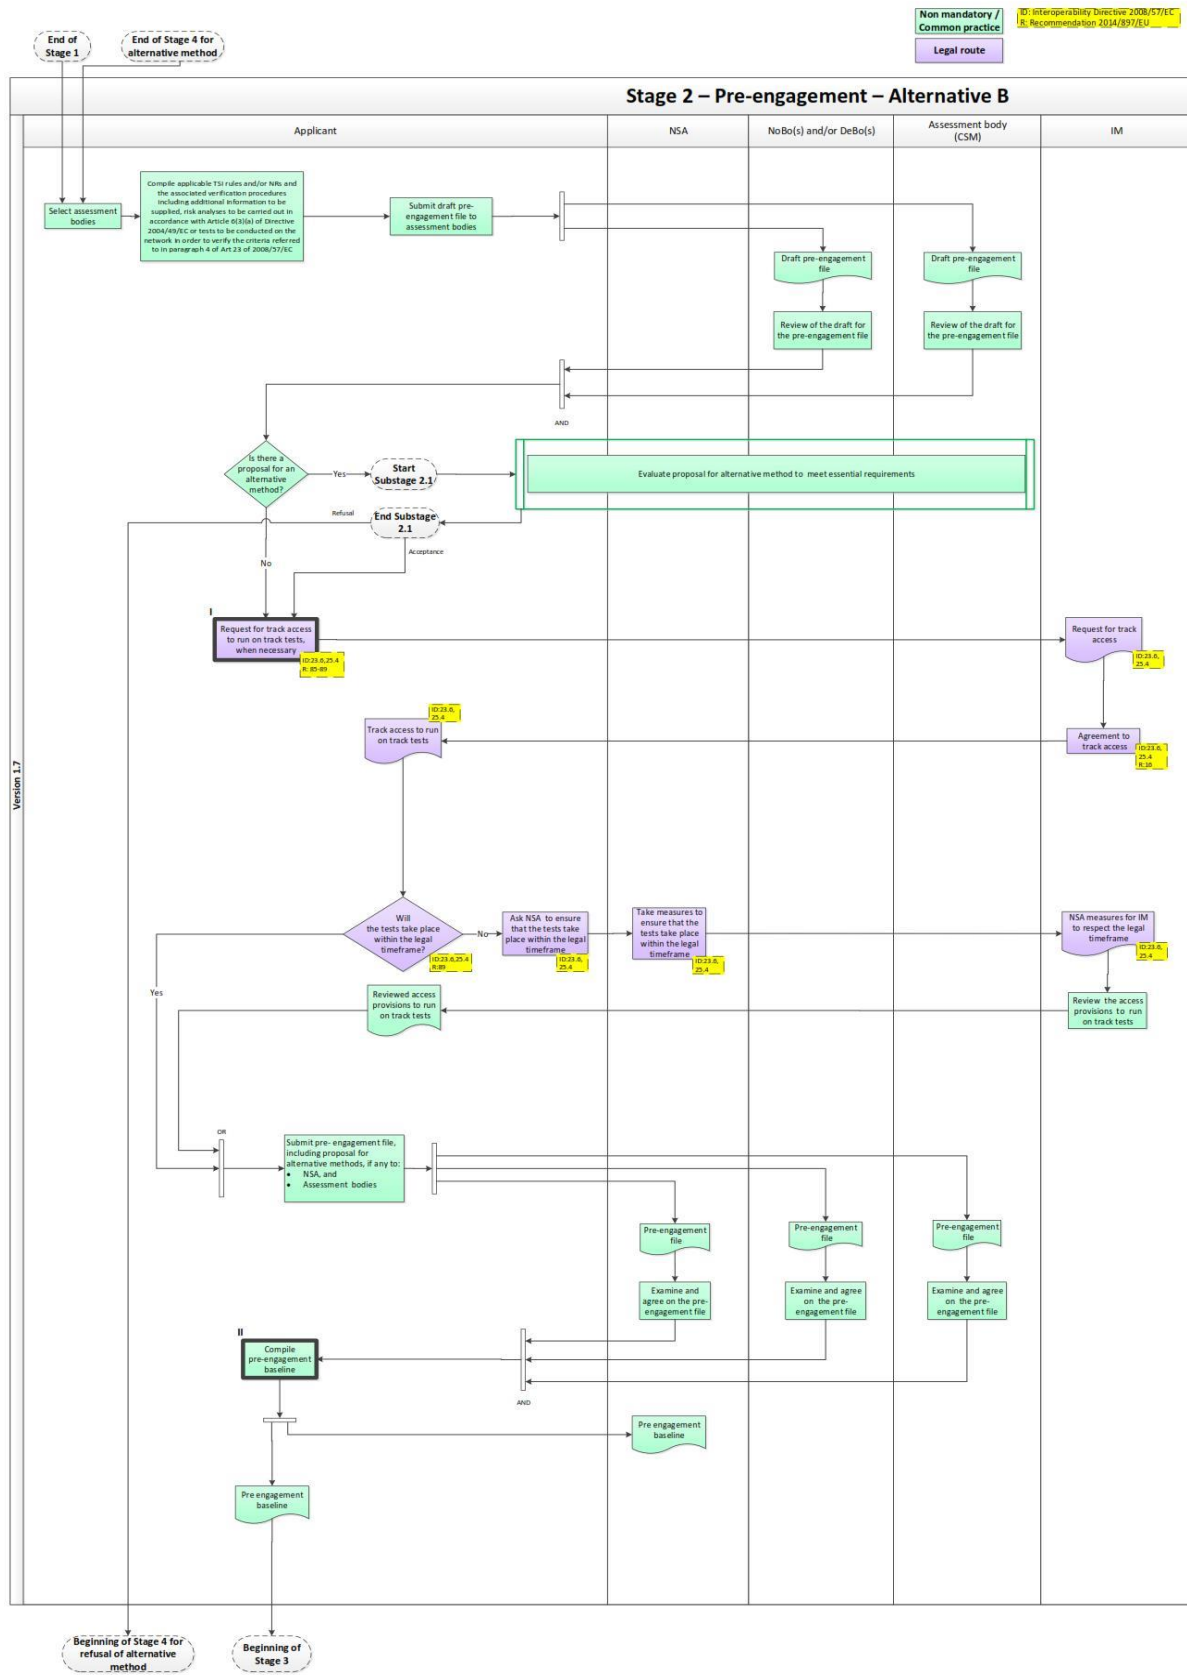 Non mandatory /
Common practice
ID: Interoperability Directive 2008/57/EC
R: Recommendation 2014/897/EU
Legal route
End of
Stage 1
End of Stage 4 for
alternative method
Stage 2 – Pre-engagement – Alternative B
Applicant
NSA
NoBo(s) and/or DeBo(s)
Assessment body
(CSM)
IM
Version 1.7
Select assessment
bodies
Compile applicable TSI rules and/or NRs and
the associated verification procedures
including additional information to be
supplied, risk analyses to be carried out in
accordance with Article 6(3)(a) of Directive
2004/49/EC or tests to be conducted on the
network in order to verify the criteria referred
to in paragraph 4 of Art 23 of 2008/57/EC
Submit draft pre-
engagement file to
assessment bodies
Draft pre-engagement
file
Draft pre-engagement
file
Review of the draft for
the pre-engagement file
Review of the draft for
the pre-engagement file
AND
Is there a
proposal for an
alternative
method?
Yes
Start
Substage 2.1
Evaluate proposal for alternative method to meet essential requirements
Refusal
End Substage
2.1
Acceptance
No
I
Request for track access
to run on track tests,
when necessary
ID:23.6,25.4
R: 85-89
Request for track
access
ID:23.6,
25.4
Track access to run
on track tests
ID:23.6,
25.4
Agreement to
track access
ID:23.6,
25.4
R:16
Will
the tests take place
within the legal
timeframe?
ID:23.6,25.4
R:89
No
Ask NSA to ensure
that the tests take
place within the legal
timeframe
ID:23.6,
25.4
Take measures to
ensure that the
tests take place
within the legal
timeframe
ID:23.6,
25.4
NSA measures for IM
to respect the legal
timeframe
ID:23.6,
25.4
Yes
Reviewed access
provisions to run
on track tests
Review the access
provisions to run
on track tests
OR
Submit pre- engagement file,
including proposal for
alternative methods, if any to:
• NSA, and
• Assessment bodies
Pre-engagement
file
Pre-engagement
file
Pre-engagement
file
Examine and
agree on the pre-
engagement file
Examine and agree
on the pre-
engagement file
Examine and agree
on the pre-
engagement file
II
Compile
pre-engagement
baseline
AND
Pre engagement
baseline
Pre engagement
baseline
Beginning of Stage 4 for
refusal of alternative
method
Beginning of
Stage 3